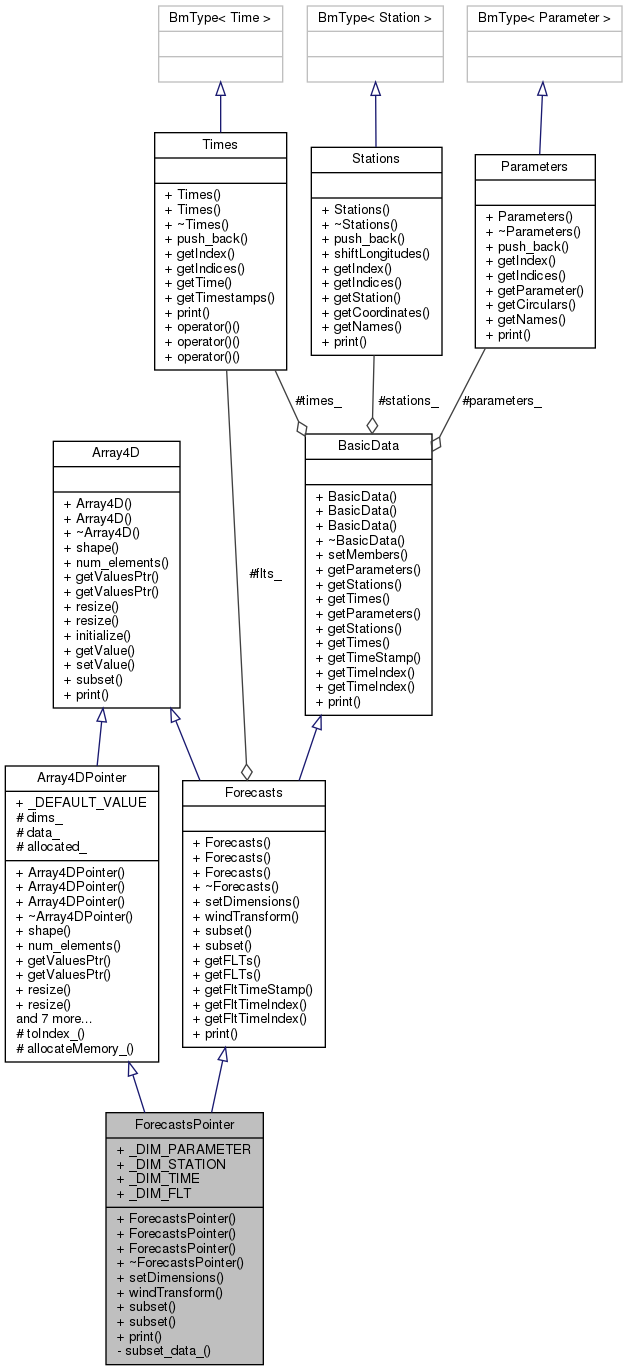 BmType< Time >
BmType< Station >
BmType< Parameter >
Times
+ Times()
+ Times()
+ ~Times()
+ push_back()
+ getIndex()
+ getIndices()
+ getTime()
+ getTimestamps()
+ print()
+ operator()()
+ operator()()
+ operator()()
Stations
+ Stations()
+ ~Stations()
+ push_back()
+ shiftLongitudes()
+ getIndex()
+ getIndices()
+ getStation()
+ getCoordinates()
+ getNames()
+ print()
Parameters
+ Parameters()
+ ~Parameters()
+ push_back()
+ getIndex()
+ getIndices()
+ getParameter()
+ getCirculars()
+ getNames()
+ print()
#times_
#stations_
#parameters_
Array4D
+ Array4D()
+ Array4D()
+ ~Array4D()
+ shape()
+ num_elements()
+ getValuesPtr()
+ getValuesPtr()
+ resize()
+ resize()
+ initialize()
+ getValue()
+ setValue()
+ subset()
+ print()
#flts_
BasicData
+ BasicData()
+ BasicData()
+ BasicData()
+ ~BasicData()
+ setMembers()
+ getParameters()
+ getStations()
+ getTimes()
+ getParameters()
+ getStations()
+ getTimes()
+ getTimeStamp()
+ getTimeIndex()
+ getTimeIndex()
+ print()
Array4DPointer
+ _DEFAULT_VALUE
# dims_
# data_
# allocated_
+ Array4DPointer()
+ Array4DPointer()
+ Array4DPointer()
+ ~Array4DPointer()
+ shape()
+ num_elements()
+ getValuesPtr()
+ getValuesPtr()
+ resize()
+ resize()
and 7 more...
# toIndex_()
# allocateMemory_()
Forecasts
+ Forecasts()
+ Forecasts()
+ Forecasts()
+ ~Forecasts()
+ setDimensions()
+ windTransform()
+ subset()
+ subset()
+ getFLTs()
+ getFLTs()
+ getFltTimeStamp()
+ getFltTimeIndex()
+ getFltTimeIndex()
+ print()
ForecastsPointer
+ _DIM_PARAMETER
+ _DIM_STATION
+ _DIM_TIME
+ _DIM_FLT
+ ForecastsPointer()
+ ForecastsPointer()
+ ForecastsPointer()
+ ~ForecastsPointer()
+ setDimensions()
+ windTransform()
+ subset()
+ subset()
+ print()
- subset_data_()